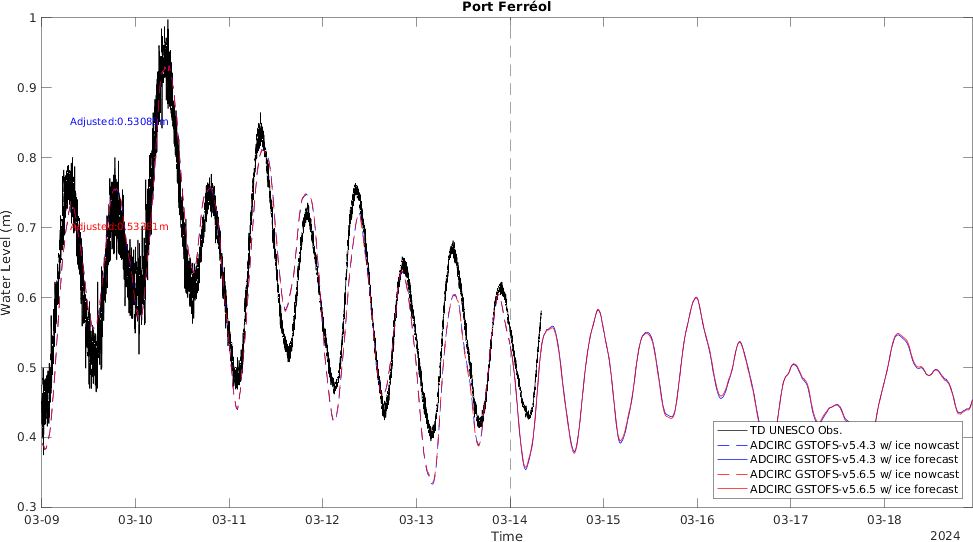 Port Ferréol
1
0.9
0.8
0.7
0.6
0.5
0.4
0.3
Water Level (m)
Adjusted:0.5308
03-09
03-10
03-11
03-12
03-13
03-14
03-15
03-16
03-17
03-18
Time
2024
TD UNESCO Obs.
ADCIRC GSTOFS-v5.4.3 w/ ice nowcast
ADCIRC GSTOFS-v5.4.3 w/ ice forecast
ADCIRC GSTOFS-v5.6.5 w/ ice nowcast
ADCIRC GSTOFS-v5.6.5 w/ ice forecast